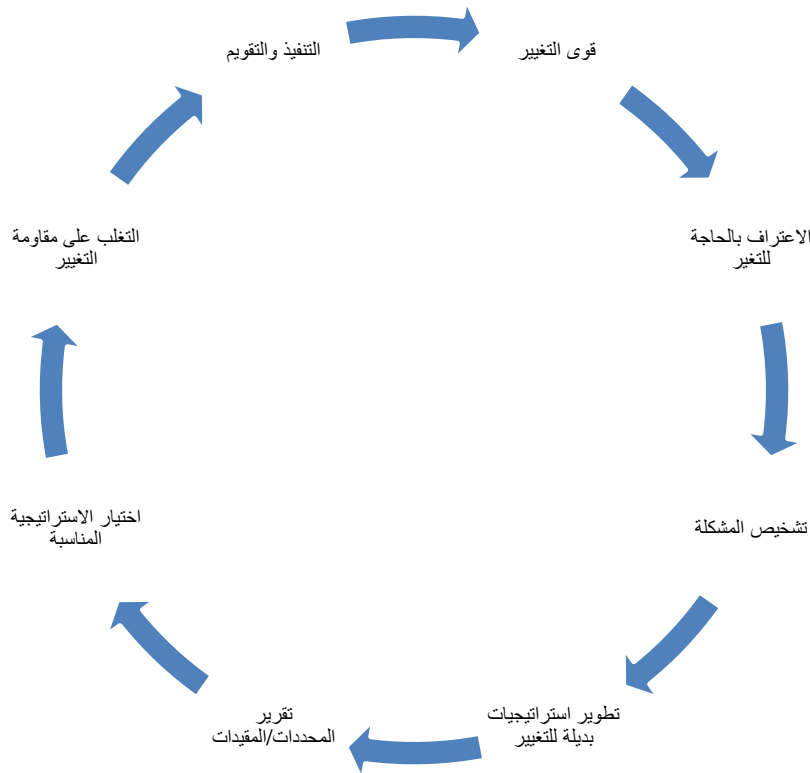 قوى التغيير
الاعتراف بالحاجة
للتغير
تشخيص المشكلة
تطوير استراتيجيات
بديلة للتغيير
تقرير
المحددات/المقيدات
اختيار الاستراتيجية
المناسبة
التغلب على مقاومة
التغيير
التنفيذ والتقويم